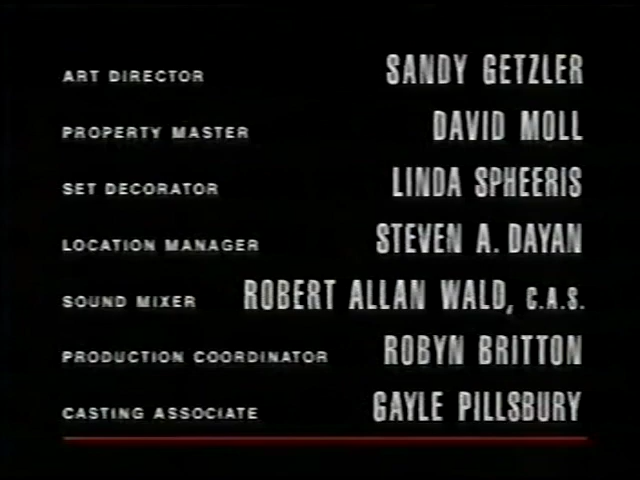 ART DIRECTOR SANDY GETZLER
PROPERTY MASTER DAVID MOLL
SET DECORATOR LINDA SPHEERIS
LOCATION MANAGER STEVEN A. DAYAN
SOUND MIXER ROBERT ALLAN WALD, C.A.S.
PRODUCTION COORDINATOR ROBYN BRITTON
CASTING ASSOCIATE GAYLE PILLSBURY